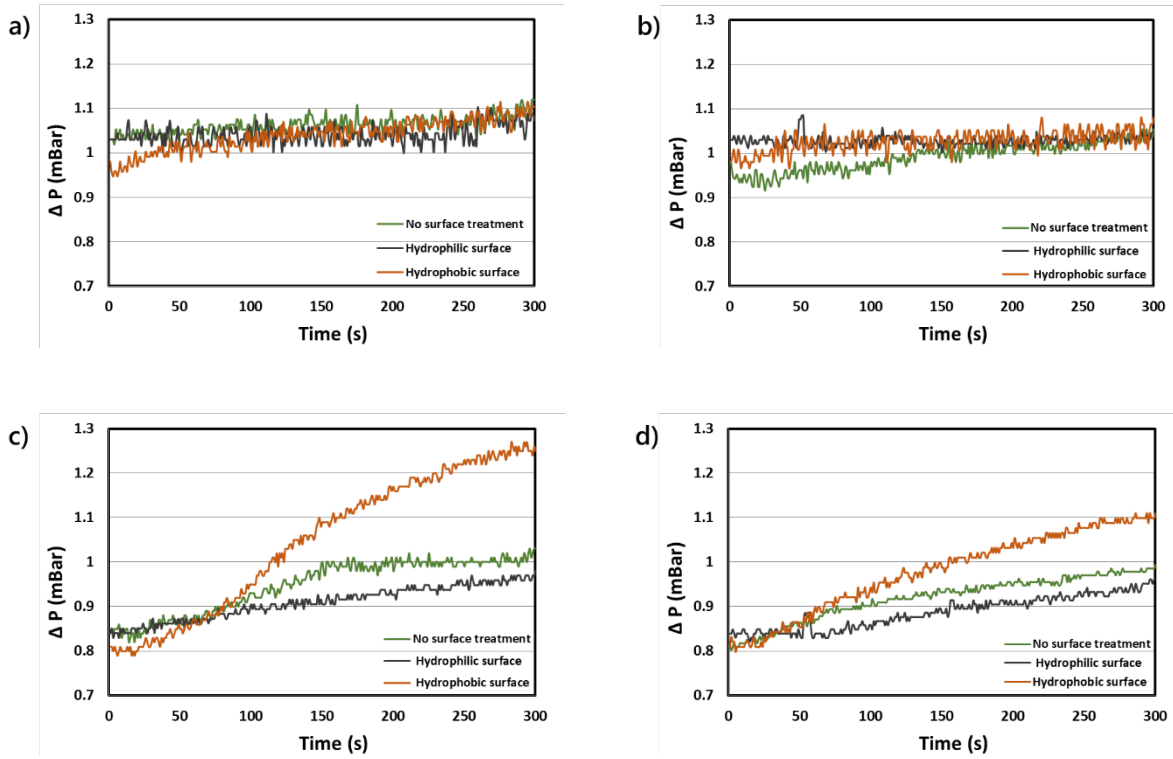 a)
Δ P (mBar)
1.3
1.2
1.1
1
0.9
0.8
0.7
No surface treatment
Hydrophilic surface
Hydrophobic surface
0 50 100 150 200 250 300
Time (s)
b)
Δ P (mBar)
1.3
1.2
1.1
1
0.9
0.8
0.7
No surface treatment
Hydrophilic surface
Hydrophobic surface
0 50 100 150 200 250 300
Time (s)
c)
Δ P (mBar)
1.3
1.2
1.1
1
0.9
0.8
0.7
No surface treatment
Hydrophilic surface
Hydrophobic surface
0 50 100 150 200 250 300
Time (s)
d)
Δ P (mBar)
1.3
1.2
1.1
1
0.9
0.8
0.7
No surface treatment
Hydrophilic surface
Hydrophobic surface
0 50 100 150 200 250 300
Time (s)